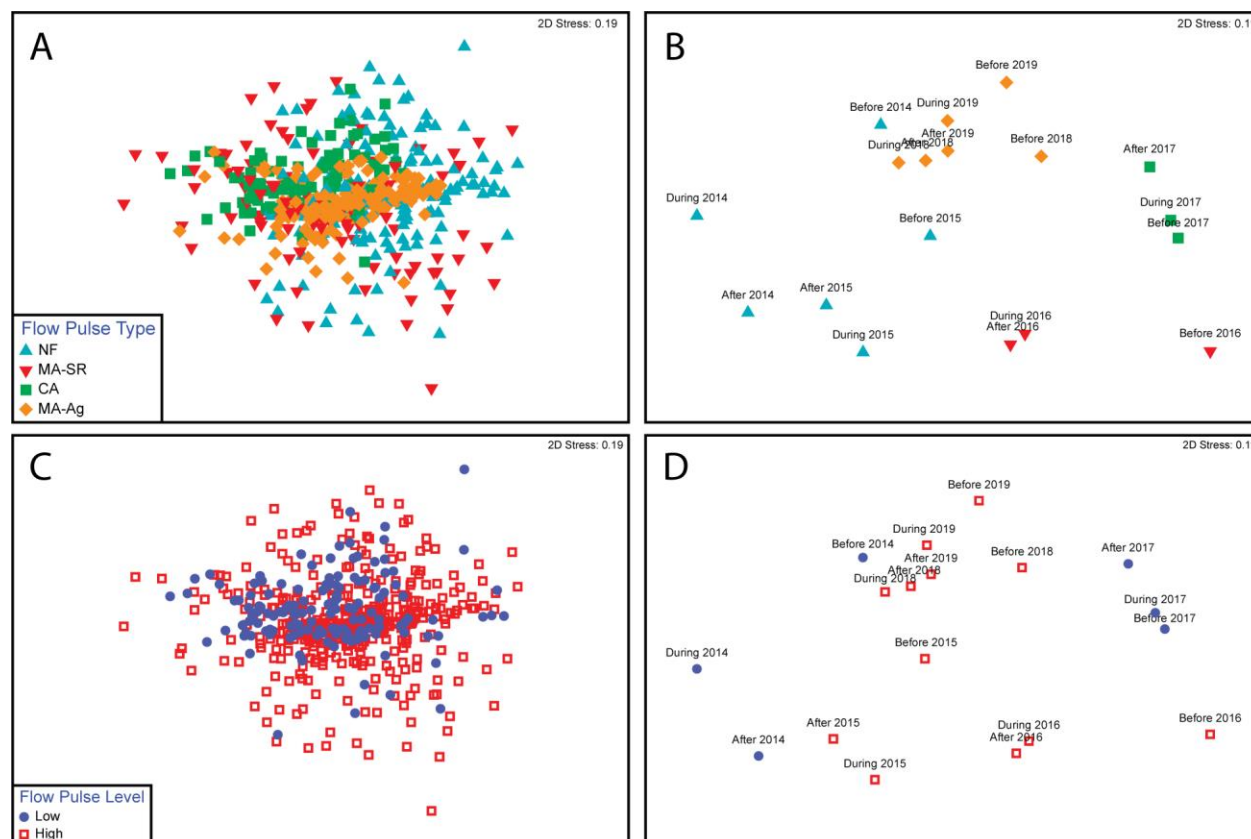 A
2D Stress: 0.19
Flow Pulse Type
NF
MA-SR
CA
MA-Ag
B
2D Stress: 0.1
Before 2019
During 2019
Before 2014
After 2019
After 2018
During 2018
Before 2018
After 2017
During 2014
During 2017
Before 2017
Before 2015
After 2014
After 2015
During 2015
During 2016
After 2016
Before 2016
C
2D Stress: 0.19
Flow Pulse Level
Low
High
D
2D Stress: 0.1
Before 2019
During 2019
Before 2014
After 2019
Before 2018
After 2018
During 2018
After 2017
During 2017
Before 2017
Before 2015
During 2014
After 2015
During 2016
After 2016
Before 2016
After 2014
During 2015